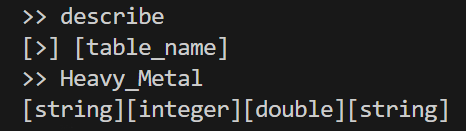 >> describe
[>] [table_name]
>> Heavy_Metal
[string][integer][double][string]